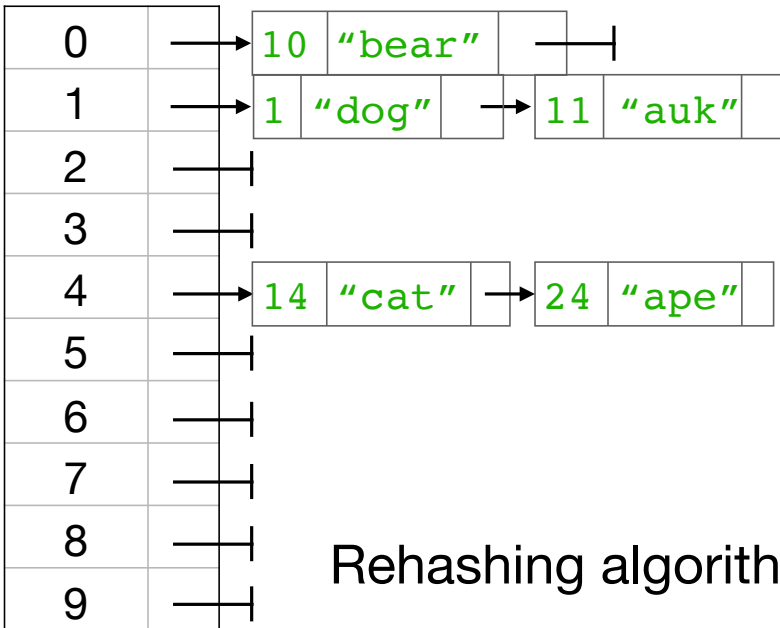 0 10 “bear”
1 1 “dog” 11 “auk”
2
3
4 14 “cat” 24 “ape”
5
6
7
8
9
Rehashing algorith